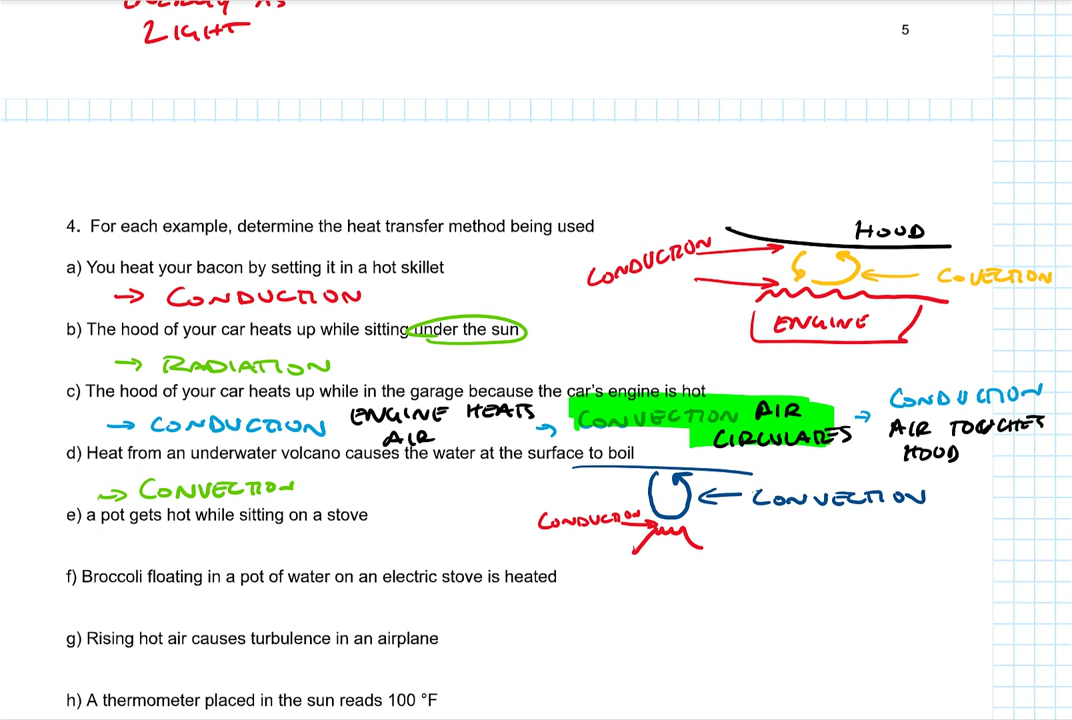 LIGHT
5
4. For each example, determine the heat transfer method being used
HOOD
CONDUCTION
COVECTION
ENGINE
a) You heat your bacon by setting it in a hot skillet
→ CONDUCTION
b) The hood of your car heats up while sitting under the sun
→ RADIATION
c) The hood of your car heats up while in the garage because the car's engine is hot
→ CONDUCTION ENGINE HEATS → CONVECTION AIR → CONDUCTION
AIR CIRCULARES AIR TOUCHES
HOOD
d) Heat from an underwater volcano causes the water at the surface to boil
→ CONVECTION
← CONVECTION
CONDUCTION
e) a pot gets hot while sitting on a stove
f) Broccoli floating in a pot of water on an electric stove is heated
g) Rising hot air causes turbulence in an airplane
h) A thermometer placed in the sun reads 100 °F